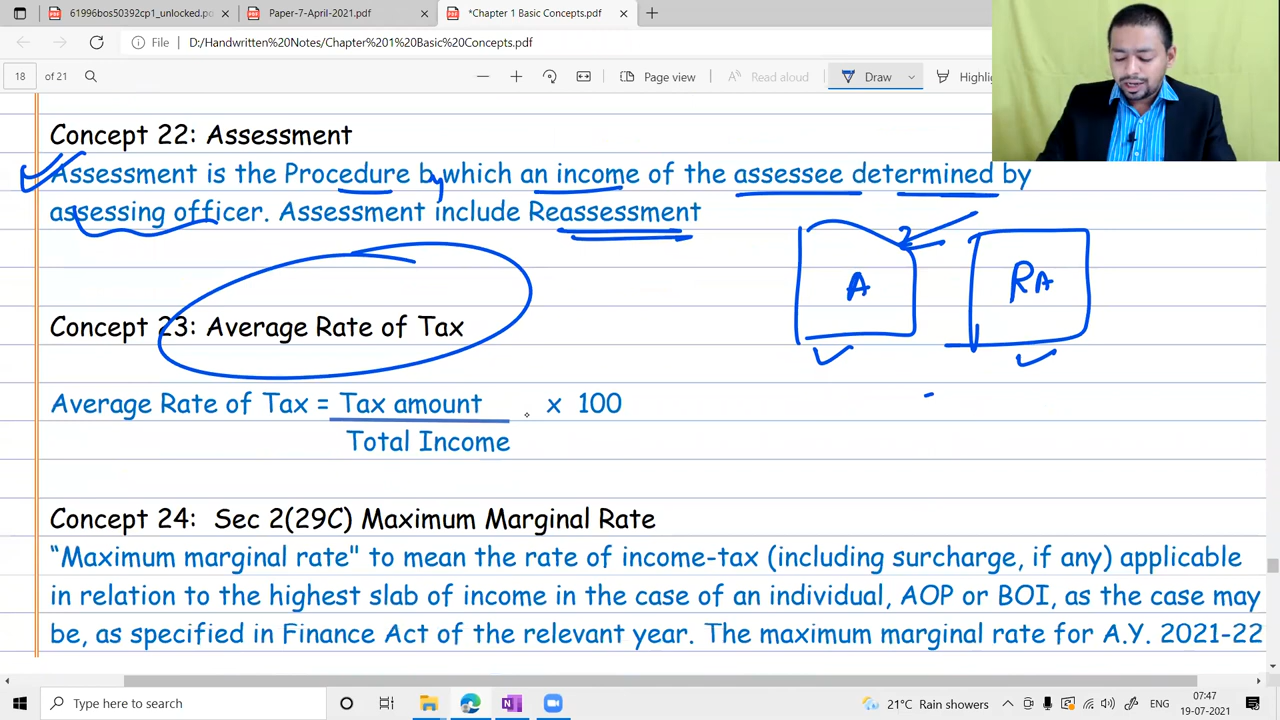 61996bos50392cp1_unlocked.po
Paper-7-April-2021.pdf
*Chapter 1 Basic Concepts.pdf
File D:/Handwritten%20Notes/Chapter%201%20Basic%20Concepts.pdf
18 of 21
Page view
Read aloud
Draw
Highli
Concept 22: Assessment
Assessment is the Procedure by which an income of the assessee determined by
assessing officer. Assessment include Reassessment
A
RA
Concept 23: Average Rate of Tax
Average Rate of Tax = Tax amount x 100
Total Income
Concept 24: Sec 2(29C) Maximum Marginal Rate
“Maximum marginal rate" to mean the rate of income-tax (including surcharge, if any) applicable
in relation to the highest slab of income in the case of an individual, AOP or BOI, as the case may
be, as specified in Finance Act of the relevant year. The maximum marginal rate for A.Y. 2021-22
Type here to search
21°C Rain showers
ENG
07:47
19-07-2021